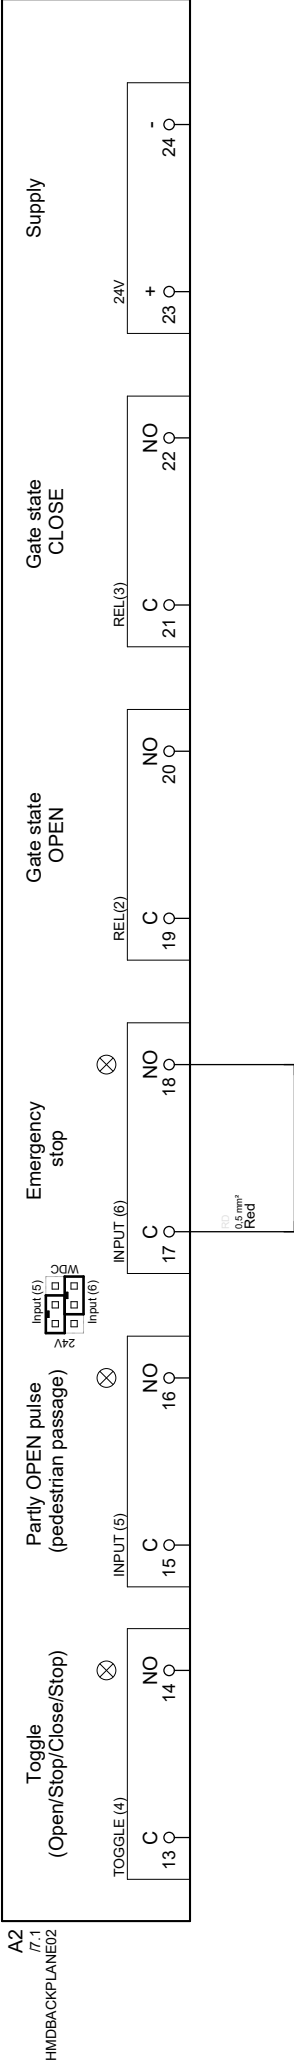 A2
/7.1
HMDBACKPLANE02
Toggle
(Open/Stop/Close/Stop)
TOGGLE (4)
C
NO
13
14
Partly OPEN pulse
(pedestrian passage)
INPUT (5)
C
NO
15
16
Input (5)
24V
WDC
Input (6)
Emergency
stop
INPUT (6)
C
NO
17
18
RD
0.5 mm²
Red
Gate state
OPEN
REL(2)
C
NO
19
20
Gate state
CLOSE
REL(3)
C
NO
21
22
Supply
24V
+
-
23
24